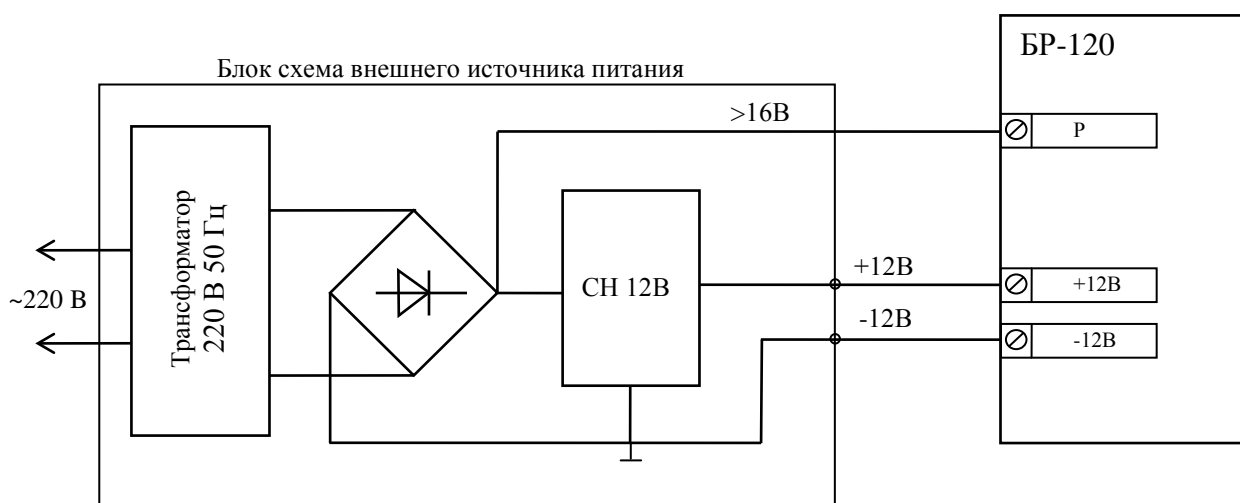 БР-120
Блок схема внешнего источника питания
>16В
Р
Трансформатор
220 В 50 Гц
~220 В
СН 12В
+12В
+12В
-12В
-12В